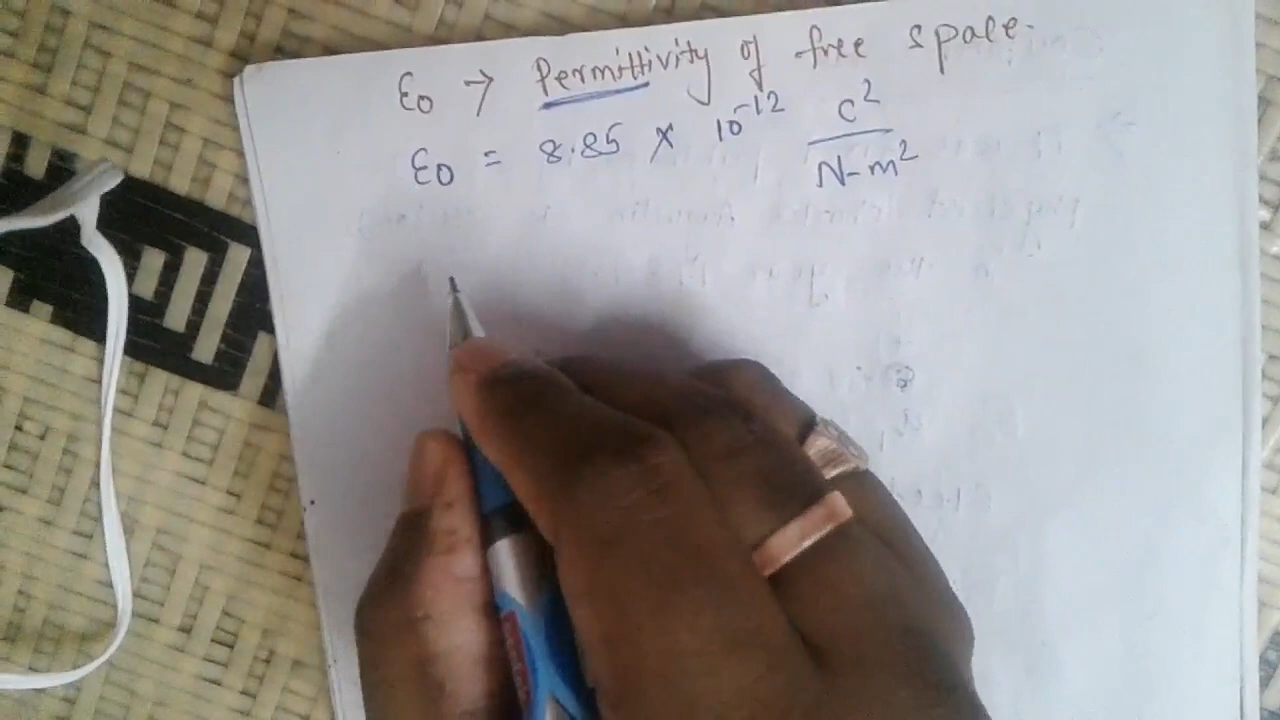 ε0 → Permittivity of free space.
ε0 = 8.85 × 10^-12 C^2/N-m^2